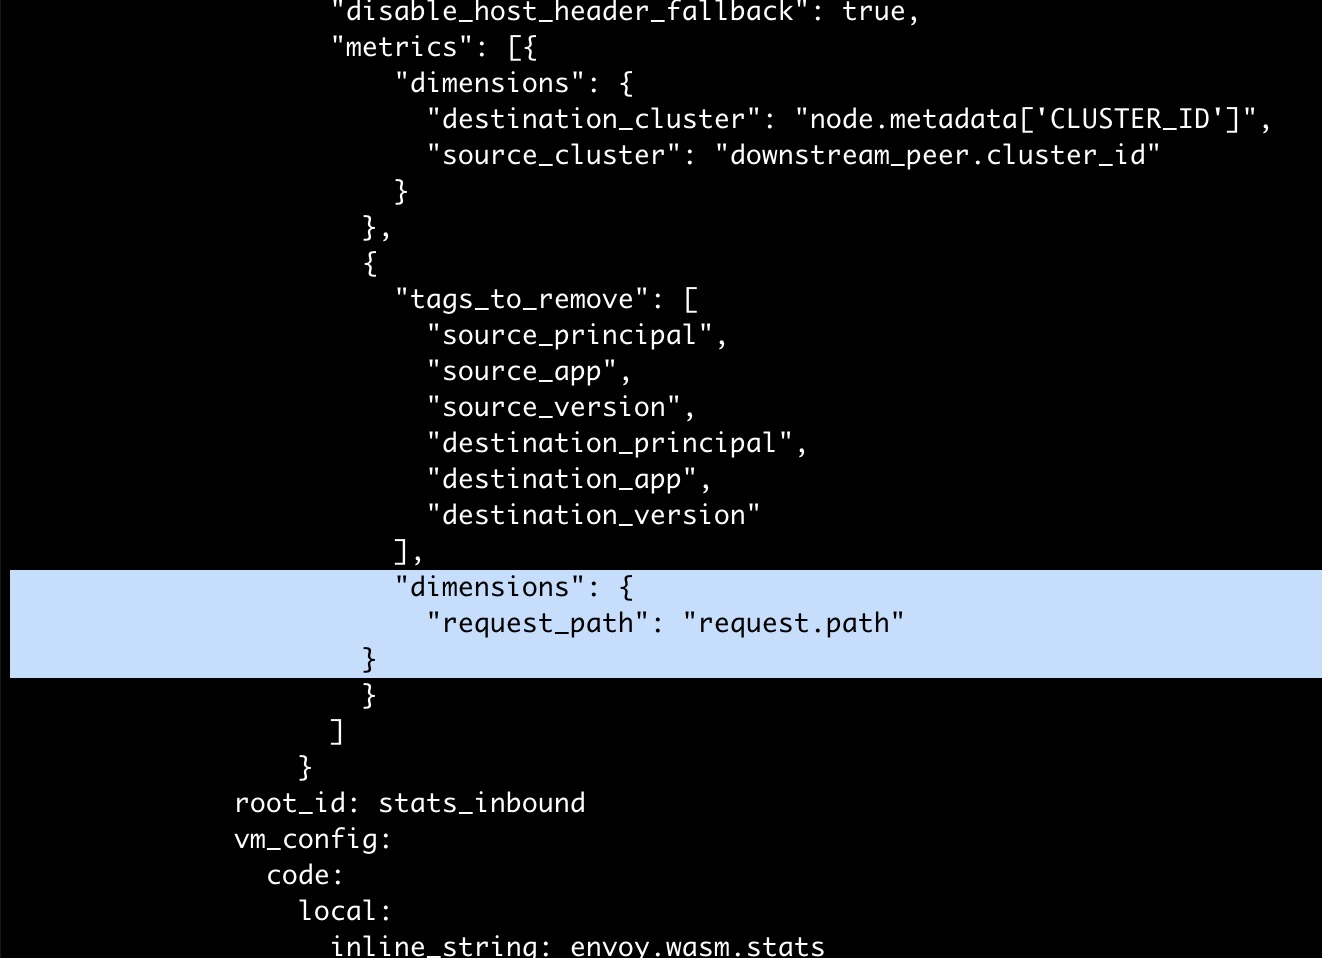 "disable_host_header_fallback": true,
"metrics": [{
"dimensions": {
"destination_cluster": "node.metadata['CLUSTER_ID']",
"source_cluster": "downstream_peer.cluster_id"
}
},
{
"tags_to_remove": [
"source_principal",
"source_app",
"source_version",
"destination_principal",
"destination_app",
"destination_version"
],
"dimensions": {
"request_path": "request.path"
}
}
]
}
root_id: stats_inbound
vm_config:
code:
local:
inline_string: envoy.wasm.stats